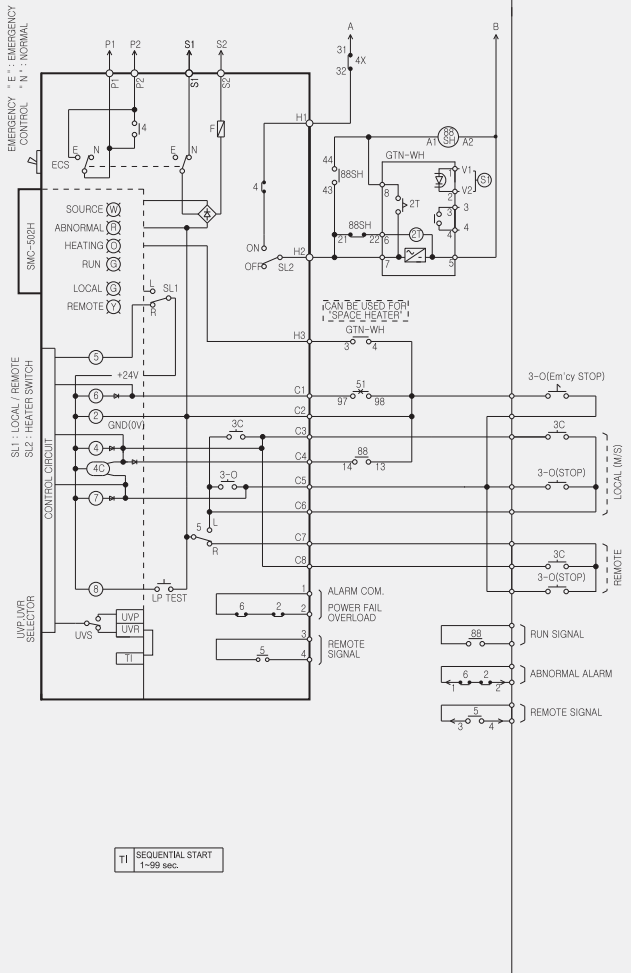 EMERGENCY CONTROL
"E": EMERGENCY
"N": NORMAL
P1
P2
S1
S2
A
B
31
4X
32
P1
P2
S1
S2
H1
4
F
E
N
E
N
ECS
88
SH
A1
A2
GTN-WH
44
88SH
43
8
2T
1
V1
2
V2
S1
3
3
4
4
4
88SH
21
22
6
2T
7
5
SMC-502H
SOURCE W
ABNORMAL R
HEATING O
RUN G
LOCAL G
REMOTE Y
ON
OFF
SL2
H2
L
SL1
R
CAN BE USED FOR
"SPACE HEATER"
GTN-WH
3
4
H3
5
+24V
6
C1
51
97
98
3-O(Em'cy STOP)
2
GND(0V)
C2
3C
C3
3C
4
C4
88
14
13
4C
3-O
C5
3-O(STOP)
7
C6
LOCAL (M/S)
L
5
R
C7
C8
3C
3-O(STOP)
REMOTE
SL1 : LOCAL / REMOTE
SL2 : HEATER SWITCH
CONTROL CIRCUIT
8
LP TEST
1
ALARM COM.
6
2
2
POWER FAIL
OVERLOAD
UVP,UVR
SELECTOR
UVS
UVP
UVR
TI
3
REMOTE
SIGNAL
5
4
88
RUN SIGNAL
6
2
1
2
ABNORMAL ALARM
5
3
4
REMOTE SIGNAL
TI
SEQUENTIAL START
1~99 sec.